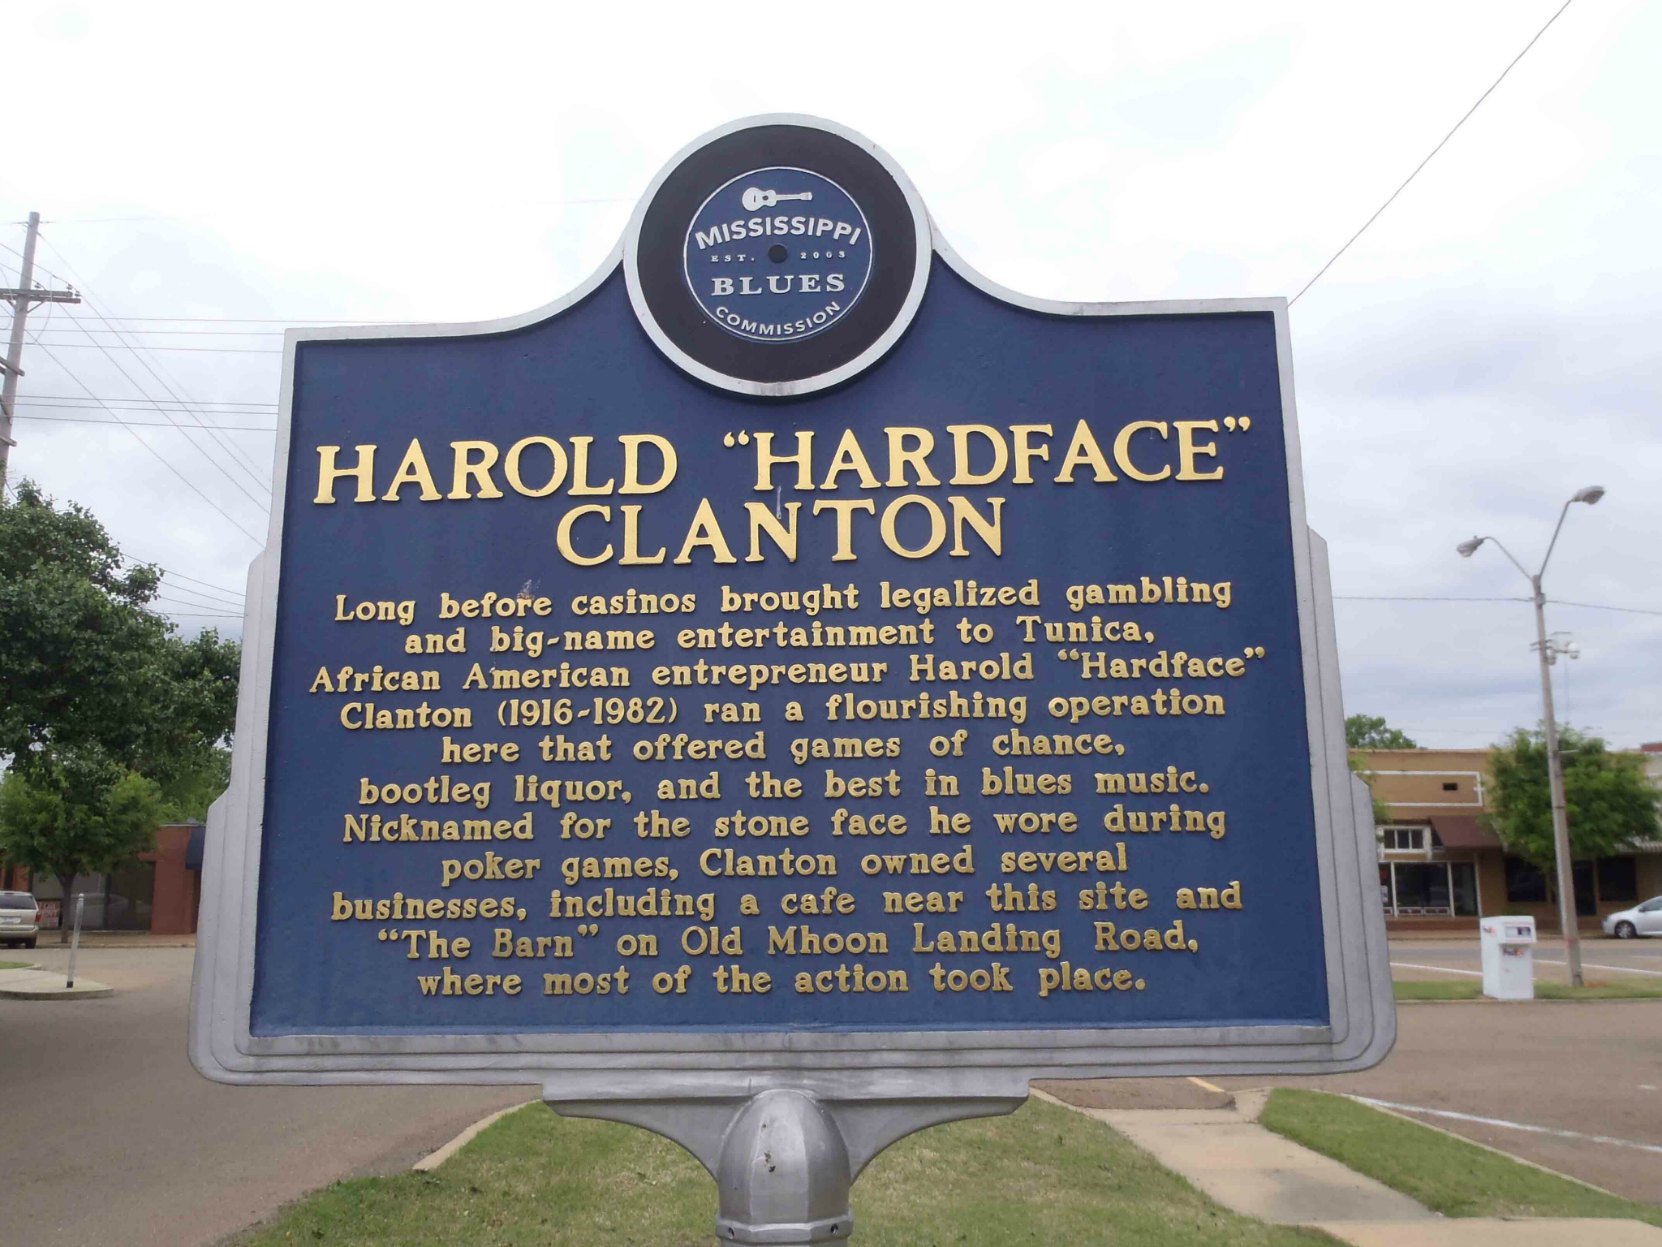 MISSISSIPPI
EST. 2003
BLUES
COMMISSION
HAROLD “HARDFACE”
CLANTON
Long before casinos brought legalized gambling
and big-name entertainment to Tunica,
African American entrepreneur Harold “Hardface”
Clanton (1916-1982) ran a flourishing operation
here that offered games of chance,
bootleg liquor, and the best in blues music.
Nicknamed for the stone face he wore during
poker games, Clanton owned several
businesses, including a cafe near this site and
“The Barn” on Old Mhoon Landing Road,
where most of the action took place.